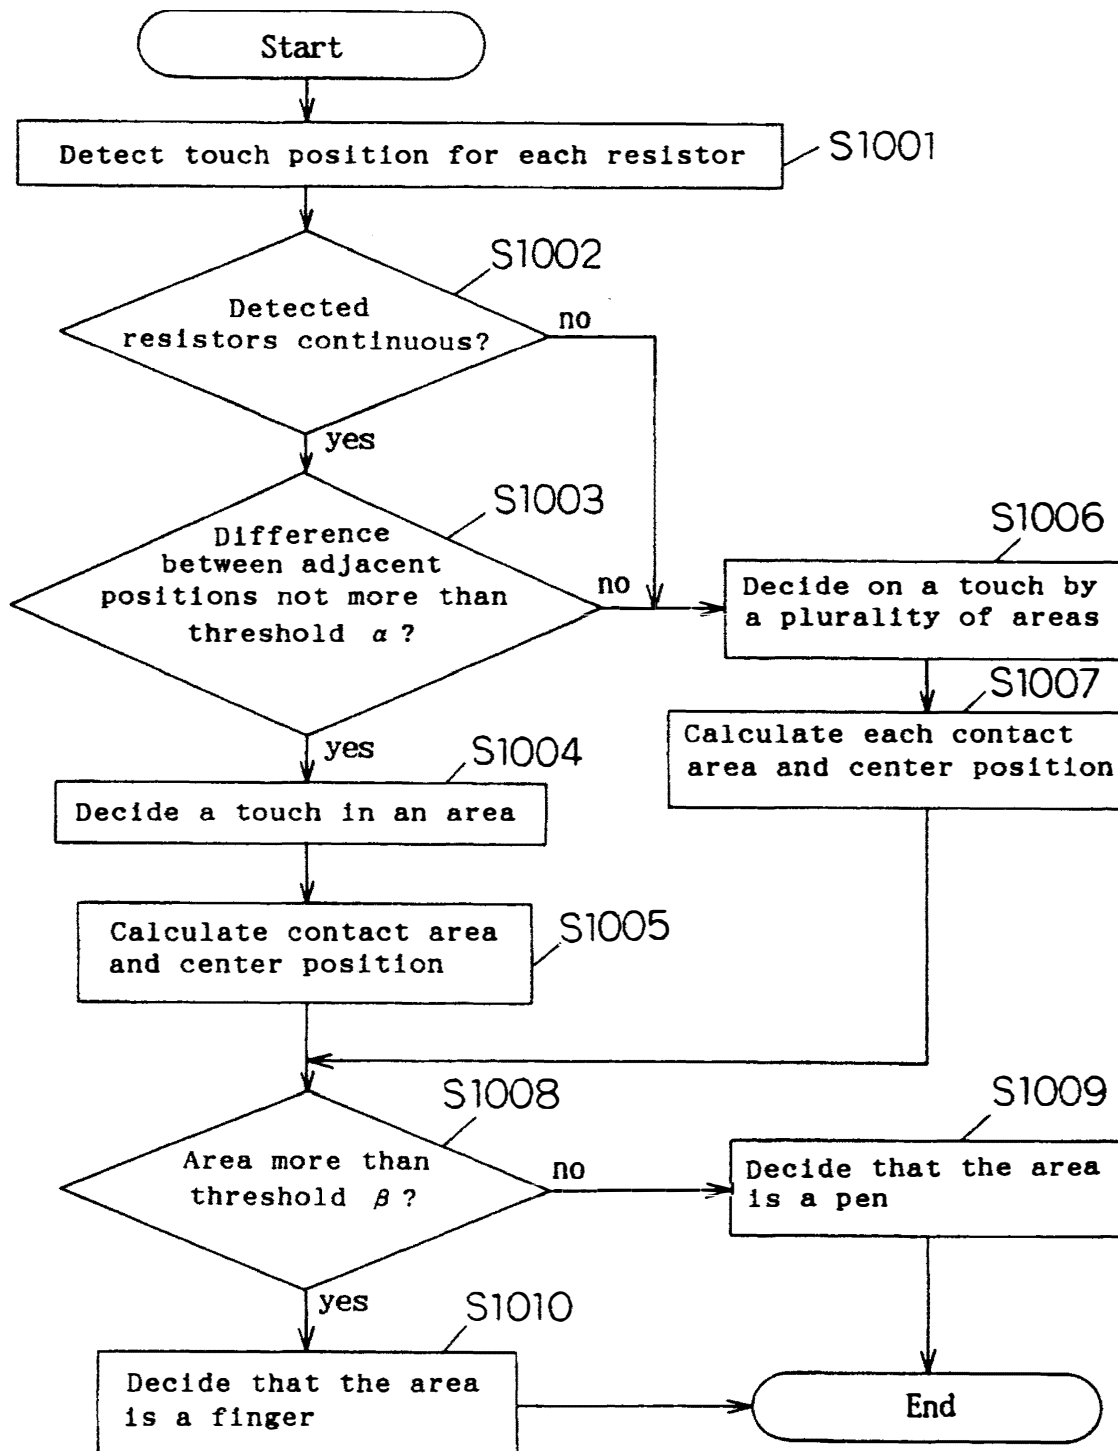 Start
Detect touch position for each resistor
S1001
S1002
Detected
resistors continuous?
no
yes
S1003
Difference
between adjacent
positions not more than
threshold α ?
no
yes
S1006
Decide on a touch by
a plurality of areas
S1007
Calculate each contact
area and center position
S1004
Decide a touch in an area
S1005
Calculate contact area
and center position
S1008
Area more than
threshold β ?
no
yes
S1009
Decide that the area
is a pen
S1010
Decide that the area
is a finger
End